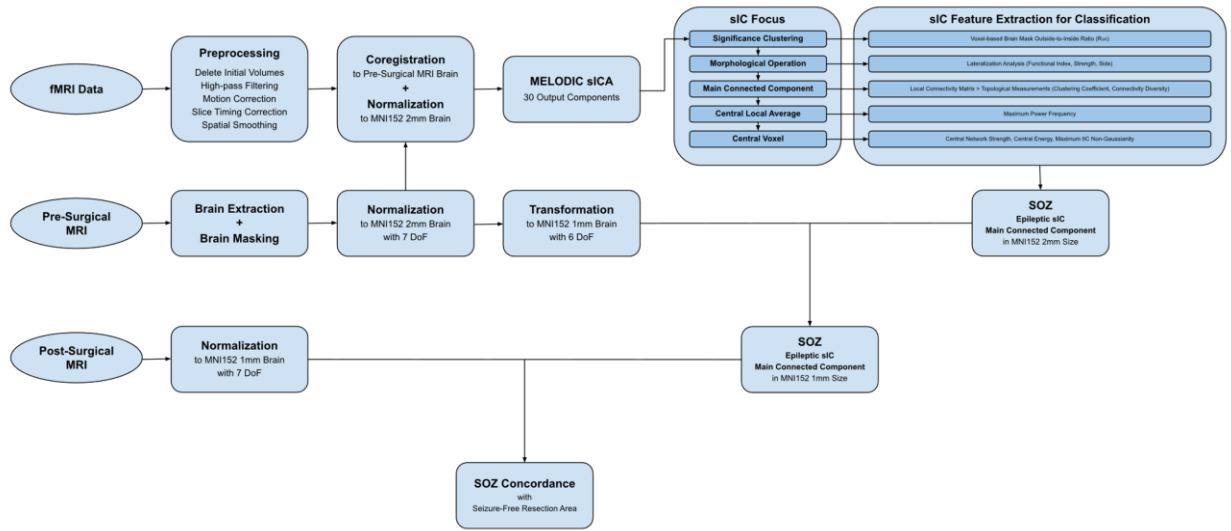 fMRI Data
Preprocessing
Delete Initial Volumes
High-pass Filtering
Motion Correction
Slice Timing Correction
Spatial Smoothing
Coregistration
to Pre-Surgical MRI Brain
+
Normalization
to MNI152 2mm Brain
MELODIC sICA
30 Output Components
sIC Focus
Significance Clustering
Morphological Operation
Main Connected Component
Central Local Average
Central Voxel
sIC Feature Extraction for Classification
Voxel-based Brain Mask Outside-to-Inside Ratio
Lateralization Analysis (Functional Index, Strength, Side)
Local Connectivity Matrix > Topological Measurements (Clustering Coefficient, Connectivity Diversity)
Maximum Power Frequency
Central Network Strength, Central Energy, Maximum tIC Non-Gaussianity
Pre-Surgical
MRI
Brain Extraction
+
Brain Masking
Normalization
to MNI152 2mm Brain
with 7 DoF
Transformation
to MNI152 1mm Brain
with 6 DoF
SOZ
Epileptic sIC
Main Connected Component
in MNI152 2mm Size
Post-Surgical
MRI
Normalization
to MNI152 1mm Brain
with 7 DoF
SOZ
Epileptic sIC
Main Connected Component
in MNI152 1mm Size
SOZ Concordance
with
Seizure-Free Resection Area